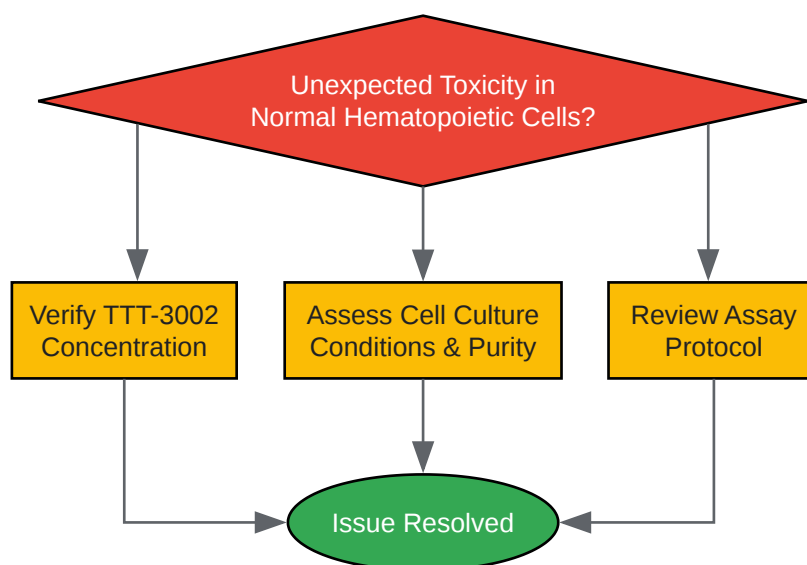 Unexpected Toxicity in
Normal Hematopoietic Cells?
Verify TTT-3002
Concentration
Assess Cell Culture
Conditions & Purity
Review Assay
Protocol
Issue Resolved